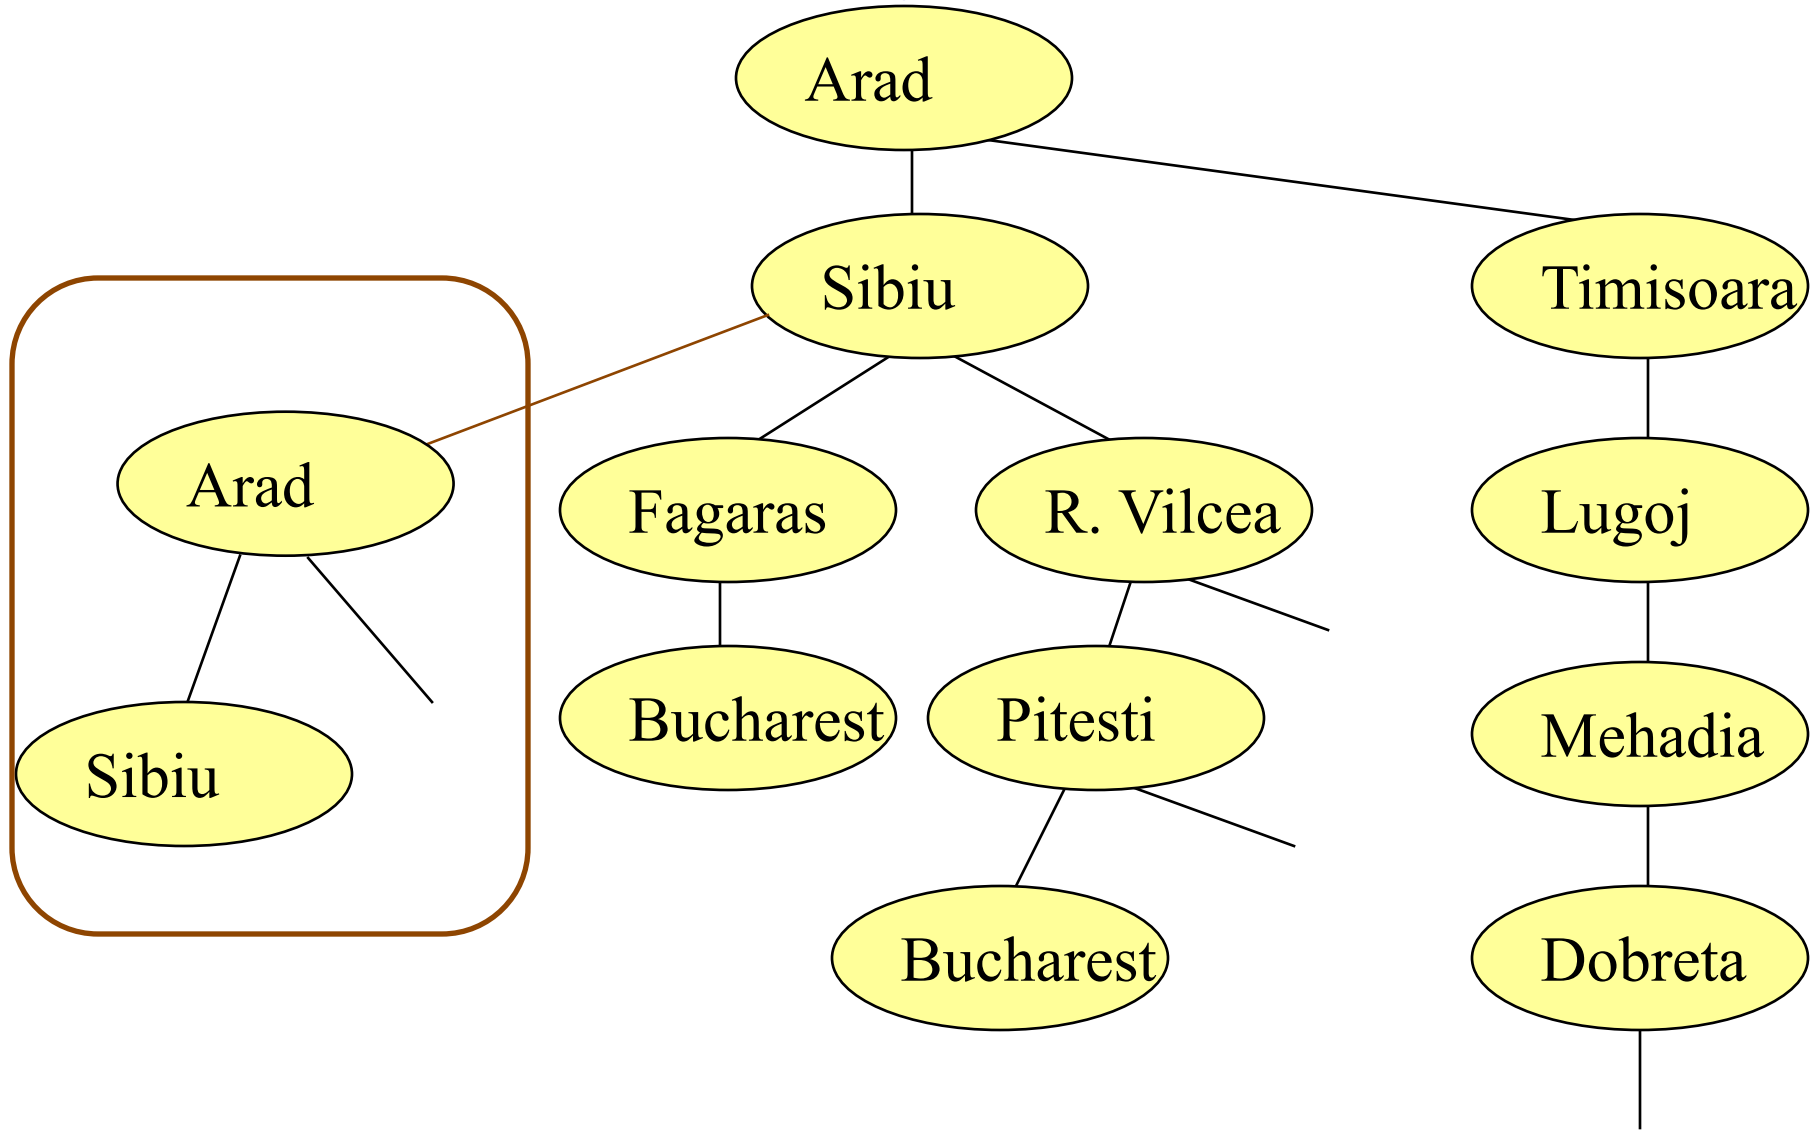 Arad
Sibiu
Timisoara
Arad
Fagaras
R. Vilcea
Lugoj
Sibiu
Bucharest
Pitesti
Mehadia
Bucharest
Dobreta